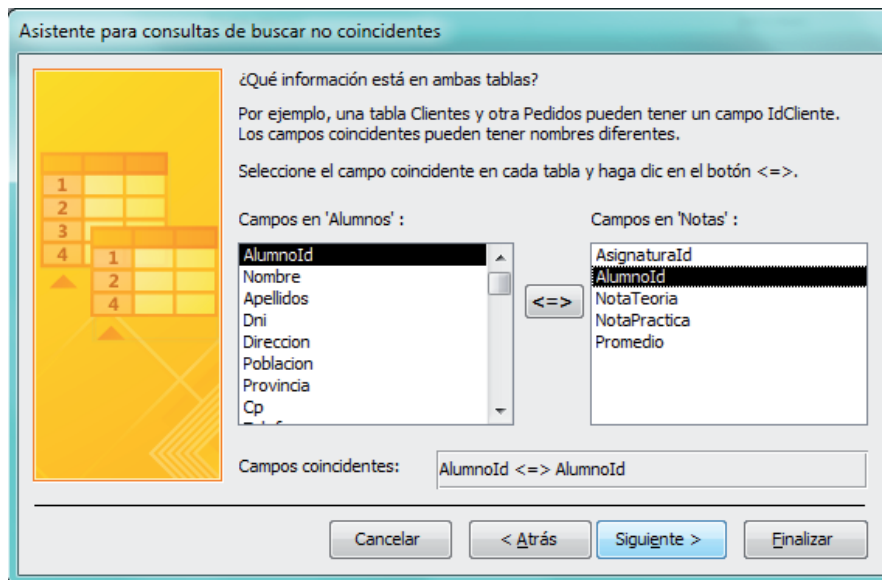 Asistente para consultas de buscar no coincidentes
¿Qué información está en ambas tablas?
Por ejemplo, una tabla Clientes y otra Pedidos pueden tener un campo IdCliente.
Los campos coincidentes pueden tener nombres diferentes.
Seleccione el campo coincidente en cada tabla y haga clic en el botón <=>.
1
2
3
4
1
2
4
Campos en 'Alumnos' :
AlumnoId
Nombre
Apellidos
Dni
Direccion
Poblacion
Provincia
Cp
<=>
Campos en 'Notas' :
AsignaturaId
AlumnoId
NotaTeoria
NotaPractica
Promedio
Campos coincidentes:
AlumnoId <=> AlumnoId
Cancelar
< Atrás
Siguiente >
Finalizar